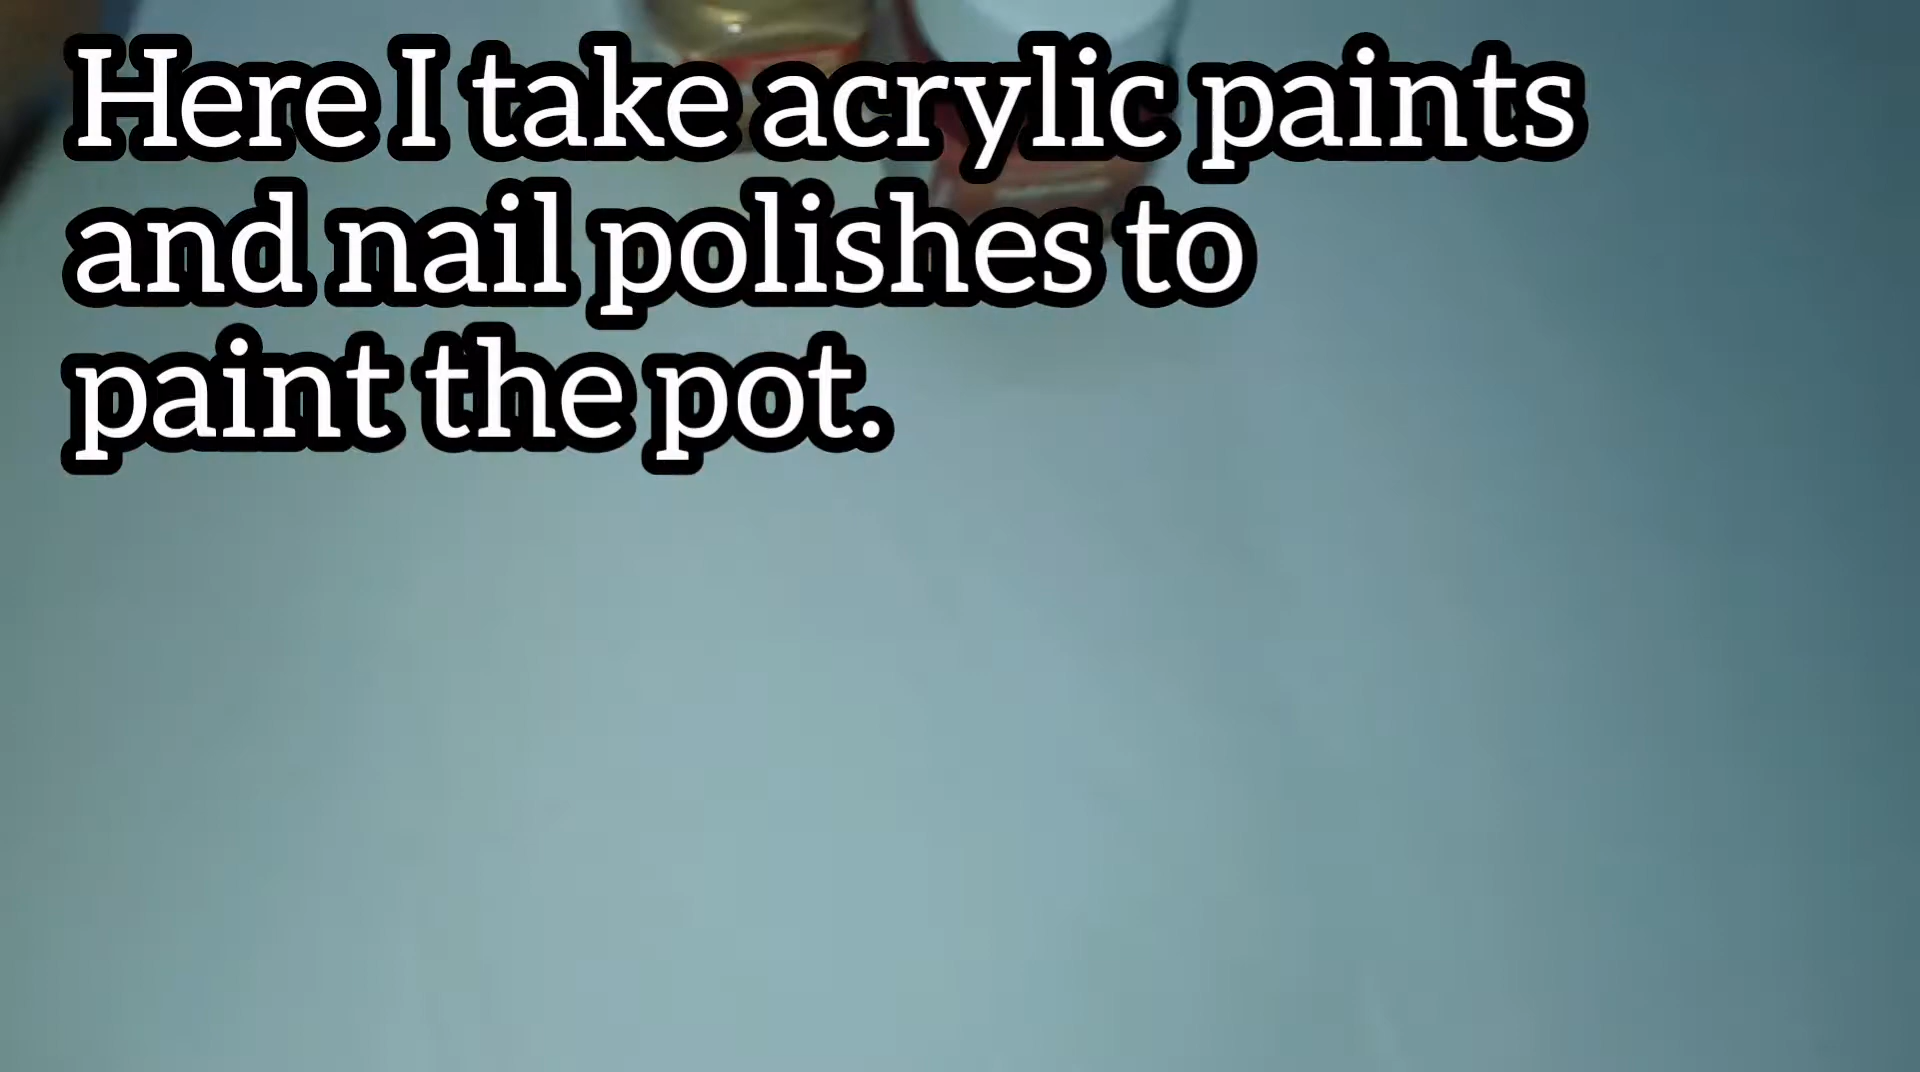 Here I take acrylic paints
and nail polishes to
paint the pot.